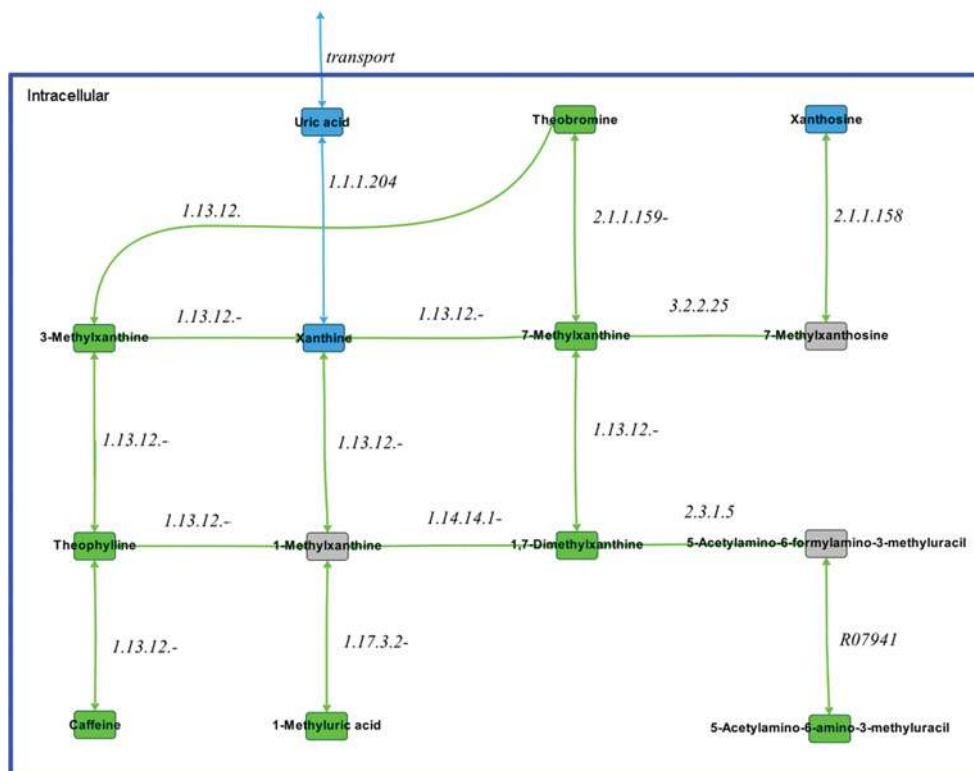 transport
Intracellular
Uric acid
Theobromine
Xanthosine
1.1.1.204
1.13.12.
2.1.1.159-
2.1.1.158
1.13.12.-
1.13.12.-
3.2.2.25
3-Methylxanthine
Xanthine
7-Methylxanthine
7-Methylxanthosine
1.13.12.-
1.13.12.-
1.13.12.-
1.13.12.-
1.14.14.1-
2.3.1.5
Theophylline
1-Methylxanthine
1,7-Dimethylxanthine
5-Acetylamino-6-formylamino-3-methyluracil
1.13.12.-
1.17.3.2-
R07941
Caffeine
1-Methyluric acid
5-Acetylamino-6-amino-3-methyluracil